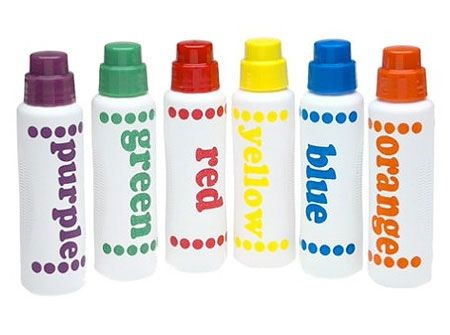 purple
green
red
yellow
blue
orange